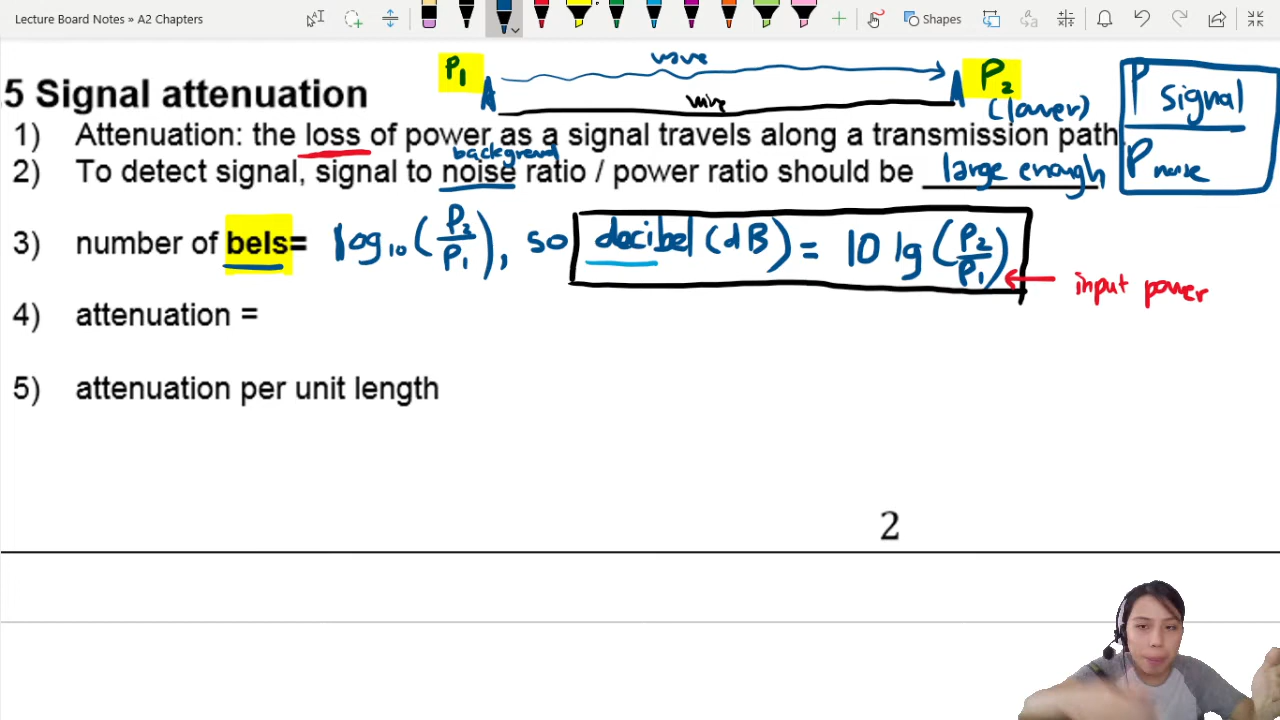 Lecture Board Notes » A2 Chapters
Shapes
P1
wave
P2
(lower)
wire
P signal
P noise
.5 Signal attenuation
1) Attenuation: the loss of power as a signal travels along a transmission path
background
2) To detect signal, signal to noise ratio / power ratio should be large enough
3) number of bels= log10 (P2/P1), so decibel (dB) = 10 lg (P2/P1)
input power
4) attenuation =
5) attenuation per unit length
2